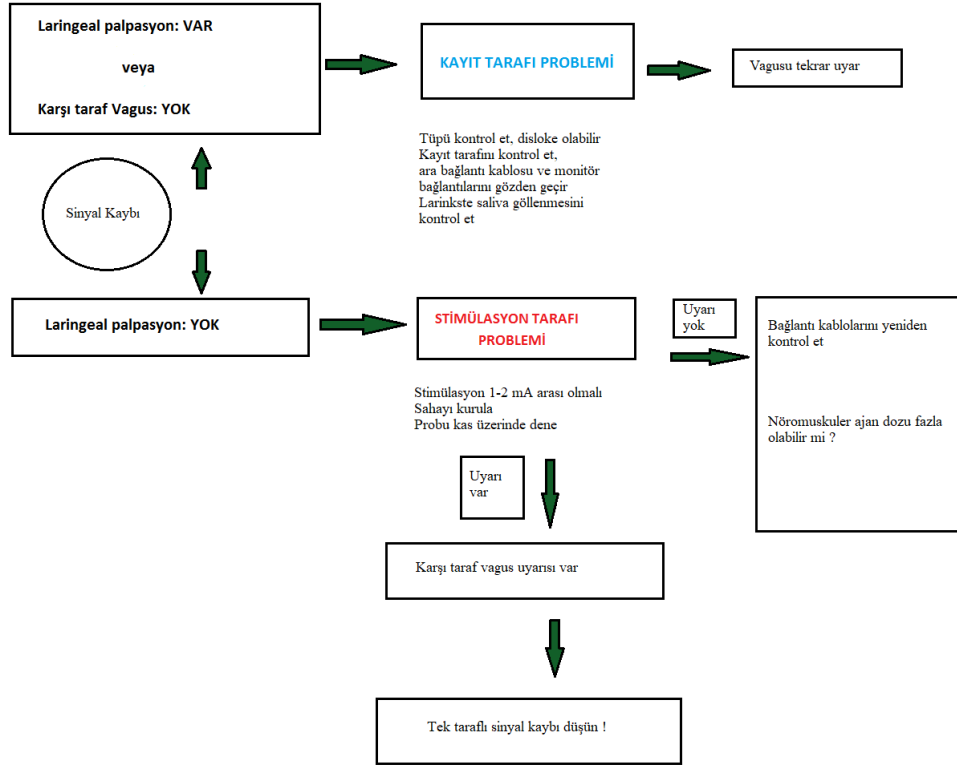 Laringeal palpasyon: VAR
veya
Karşı taraf Vagus: YOK
KAYIT TARAFI PROBLEMİ
Vagusu tekrar uyar
Tüpü kontrol et, disloke olabilir
Kayıt tarafını kontrol et,
ara bağlantı kablosu ve monitör
bağlantılarını gözden geçir
Larinkste saliva göllenmesini
kontrol et
Sinyal Kaybı
Laringeal palpasyon: YOK
STİMÜLASYON TARAFI
PROBLEMİ
Uyarı
yok
Bağlantı kablolarını yeniden
kontrol et
Nöromuskuler ajan dozu fazla
olabilir mi ?
Stimülasyon 1-2 mA arası olmalı
Sahayı kurula
Probu kas üzerinde dene
Uyarı
var
Karşı taraf vagus uyarısı var
Tek taraflı sinyal kaybı düşün !